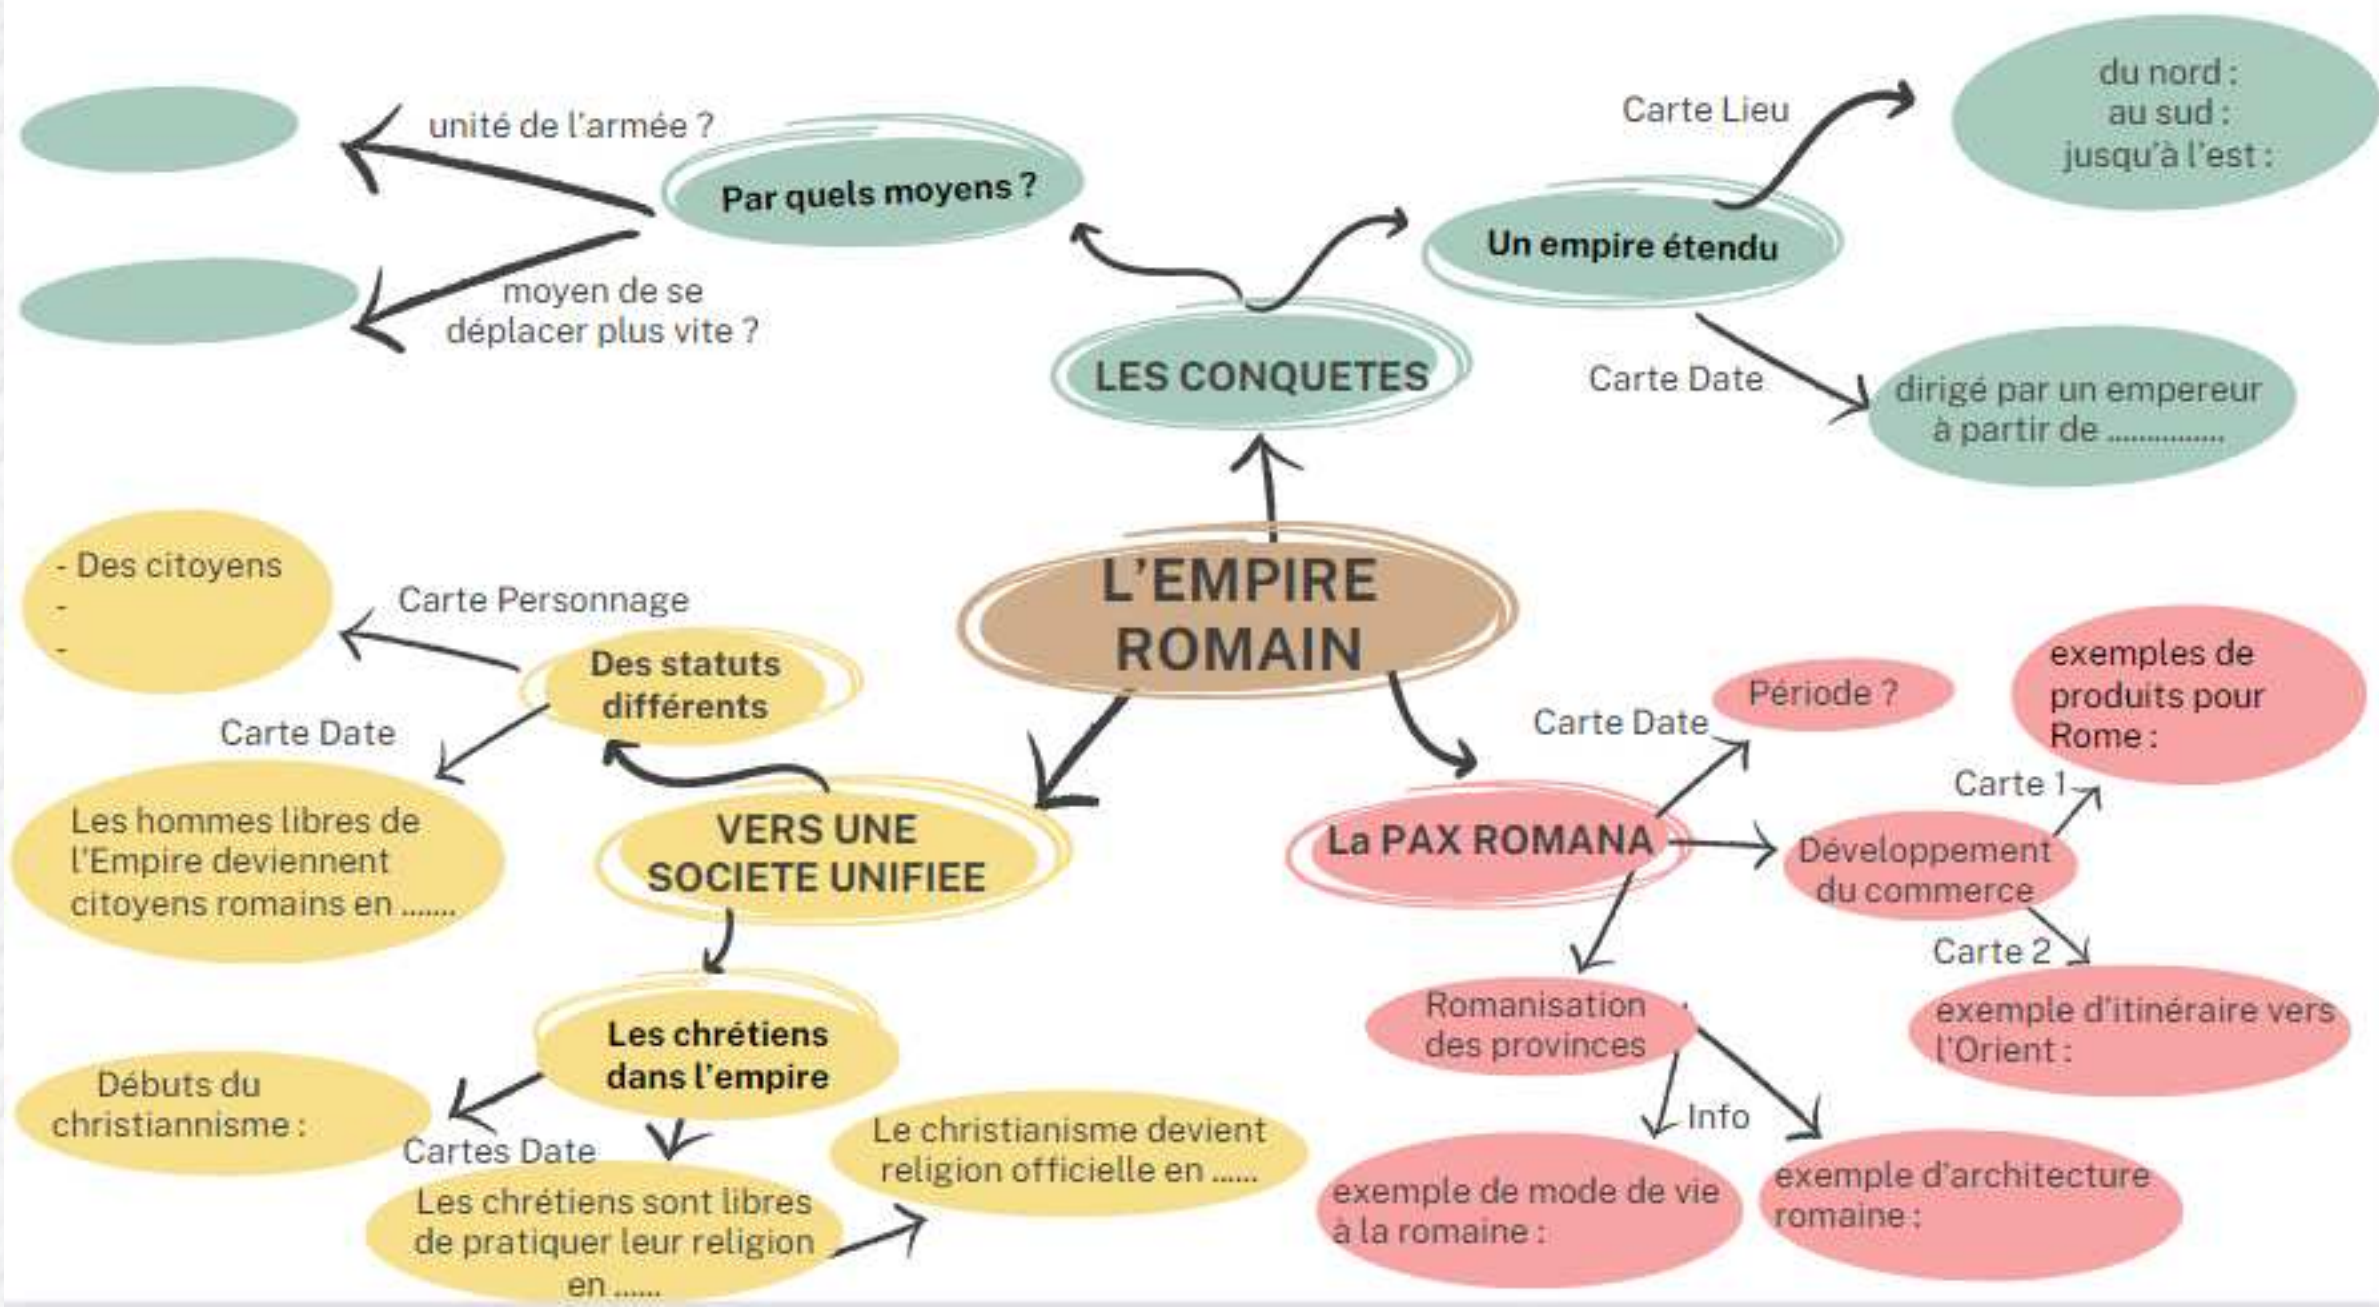 unité de l'armée ?
Par quels moyens ?
moyen de se
déplacer plus vite ?
Carte Lieu
du nord :
au sud :
jusqu'à l'est :
Un empire étendu
LES CONQUETES
Carte Date
dirigé par un empereur
à partir de ...............
L'EMPIRE
ROMAIN
- Des citoyens
-
-
Carte Personnage
Des statuts
différents
Carte Date
Les hommes libres de
l'Empire deviennent
citoyens romains en .......
VERS UNE
SOCIETE UNIFIEE
Les chrétiens
dans l'empire
Débuts du
christiannisme :
Cartes Date
Les chrétiens sont libres
de pratiquer leur religion
en ......
Le christianisme devient
religion officielle en ......
La PAX ROMANA
Carte Date
Période ?
Développement
du commerce
Carte 1
exemples de
produits pour
Rome :
Carte 2
exemple d'itinéraire vers
l'Orient :
Romanisation
des provinces
Info
exemple de mode de vie
à la romaine :
exemple d'architecture
romaine :